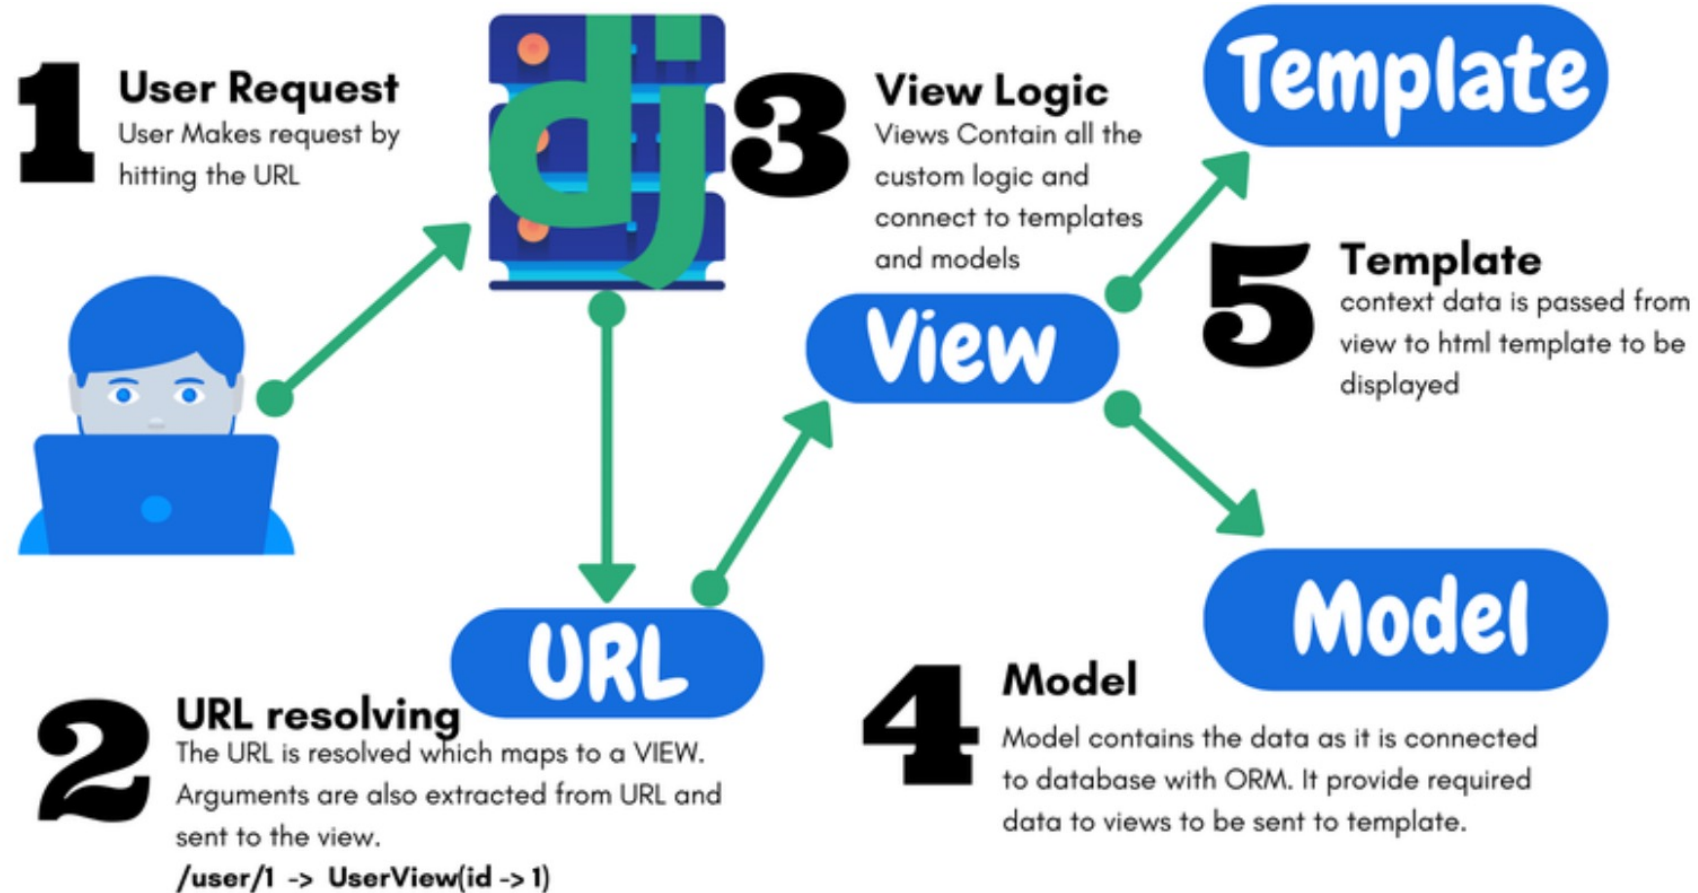 1
User Request
User Makes request by
hitting the URL
dj
3
View Logic
Views Contain all the
custom logic and
connect to templates
and models
Template
View
5
Template
context data is passed from
view to html template to be
displayed
URL
2
URL resolving
The URL is resolved which maps to a VIEW.
Arguments are also extracted from URL and
sent to the view.
/user/1 -> UserView(id -> 1)
Model
4
Model
Model contains the data as it is connected
to database with ORM. It provide required
data to views to be sent to template.